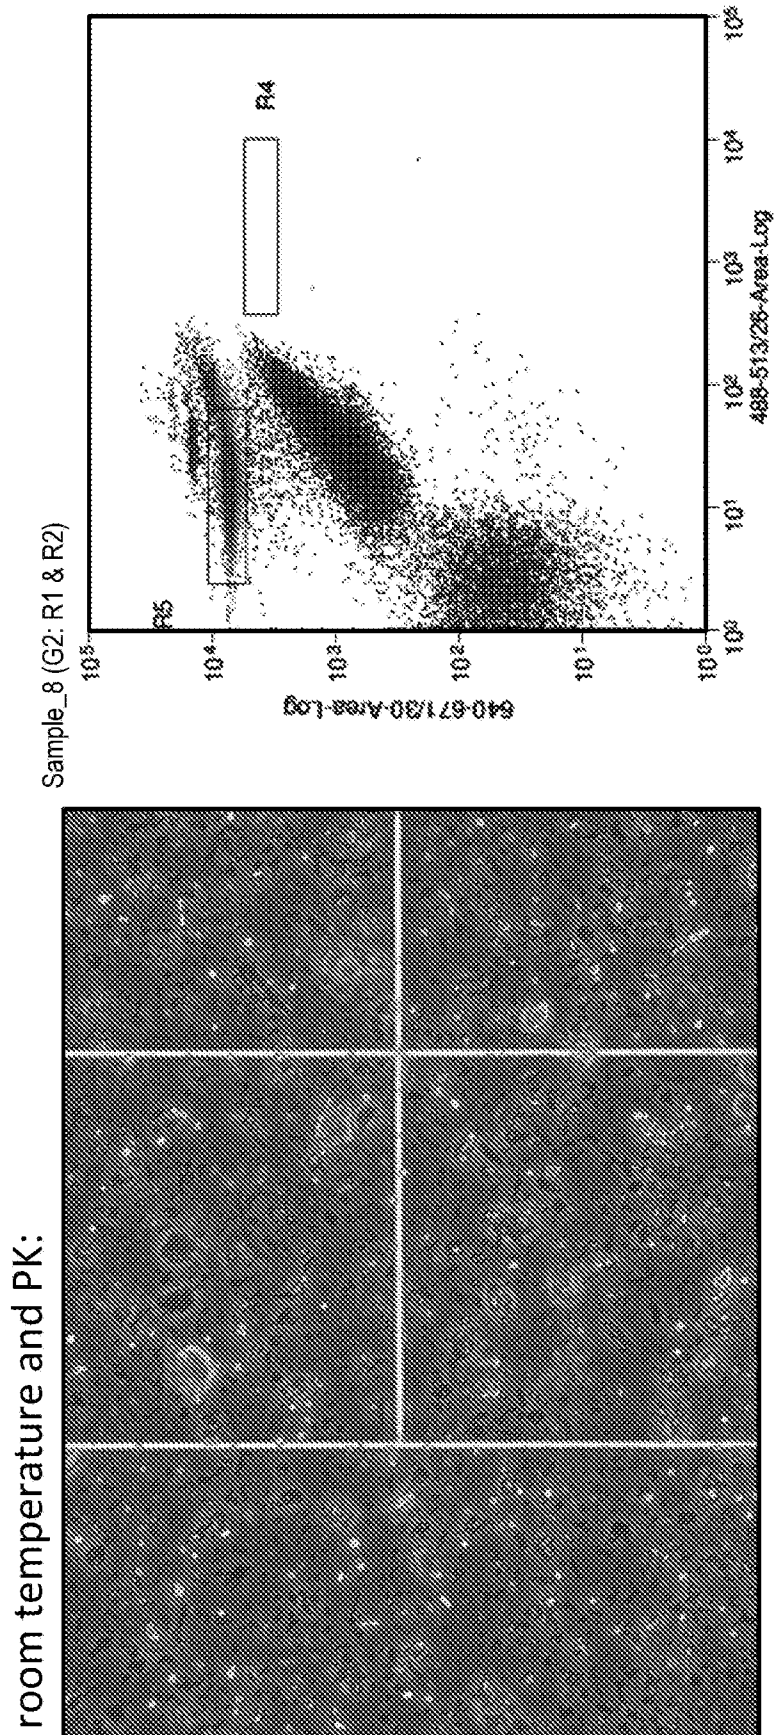 room temperature and PK:
Sample_8 (G2: R1 & R2)
R5
R4
10⁵
10⁴
10³
10²
10¹
10⁰
640-671/30-Area-Log
10⁰
10¹
10²
10³
10⁴
10⁵
488-513/26-Area-Log